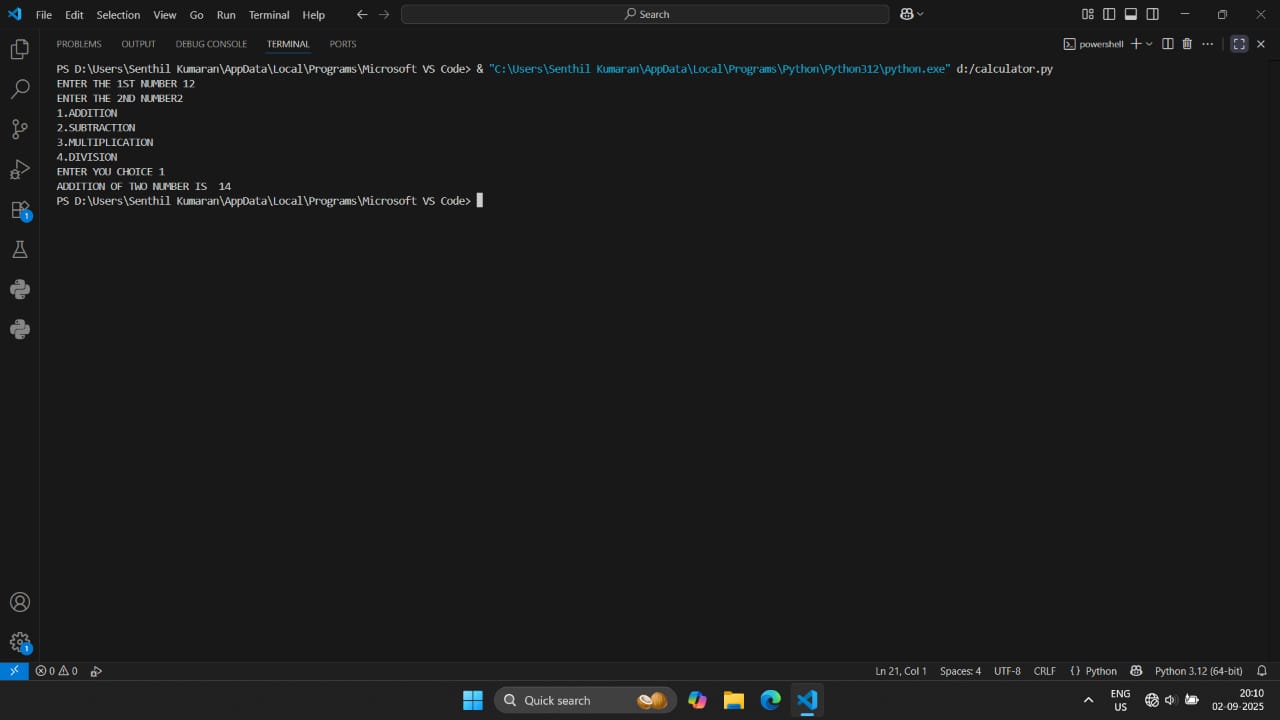 File Edit Selection View Go Run Terminal Help Search
PROBLEMS OUTPUT DEBUG CONSOLE TERMINAL PORTS powershell
PS D:\Users\Senthil Kumaran\AppData\Local\Programs\Microsoft VS Code> & "C:\Users\Senthil Kumaran\AppData\Local\Programs\Python\Python312\python.exe" d:/calculator.py
ENTER THE 1ST NUMBER 12
ENTER THE 2ND NUMBER2
1.ADDITION
2.SUBTRACTION
3.MULTIPLICATION
4.DIVISION
ENTER YOU CHOICE 1
ADDITION OF TWO NUMBER IS  14
PS D:\Users\Senthil Kumaran\AppData\Local\Programs\Microsoft VS Code>
1
1
0 0 Ln 21, Col 1 Spaces: 4 UTF-8 CRLF {} Python Python 3.12 (64-bit)
Quick search
ENG
US
20:10
02-09-2025